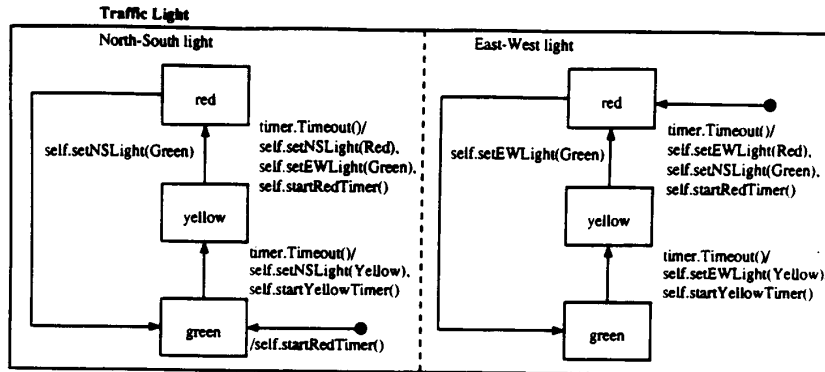 Traffic Light
North-South light
red
self.setNSLight(Green)
timer.Timeout()/
self.setNSLight(Red),
self.setEWLight(Green),
self.startRedTimer()
yellow
timer.Timeout()/
self.setNSLight(Yellow),
self.startYellowTimer()
green
/self.startRedTimer()
East-West light
red
self.setEWLight(Green)
timer.Timeout()/
self.setEWLight(Red),
self.setNSLight(Green),
self.startRedTimer()
yellow
timer.Timeout()/
self.setEWLight(Yellow)
self.startYellowTimer()
green